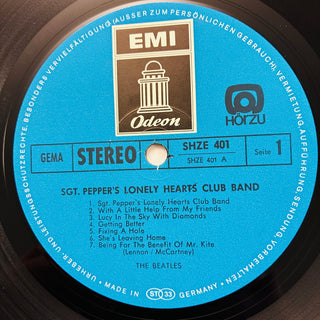 URHEBER- UND LEISTUNGSSCHUTZRECHTE, BESONDERS VERVIELFÄLTIGUNG (AUSSER ZUM PERSÖNLICHEN GEBRAUCH), VERMIETUNG, AUFFÜHRUNG, SENDUNG, VORBEHALTEN
EMI
Odeon
HÖRZU
GEMA
STEREO
SHZE 401
SHZE 401 A
Seite 1
SGT. PEPPER'S LONELY HEARTS CLUB BAND
1. Sgt. Pepper's Lonely Hearts Club Band
2. With A Little Help From My Friends
3. Lucy In The Sky With Diamonds
4. Getting Better
5. Fixing A Hole
6. She's Leaving Home
7. Being For The Benefit Of Mr. Kite
(Lennon / McCartney)
THE BEATLES
MADE IN
STO 33
GERMANY